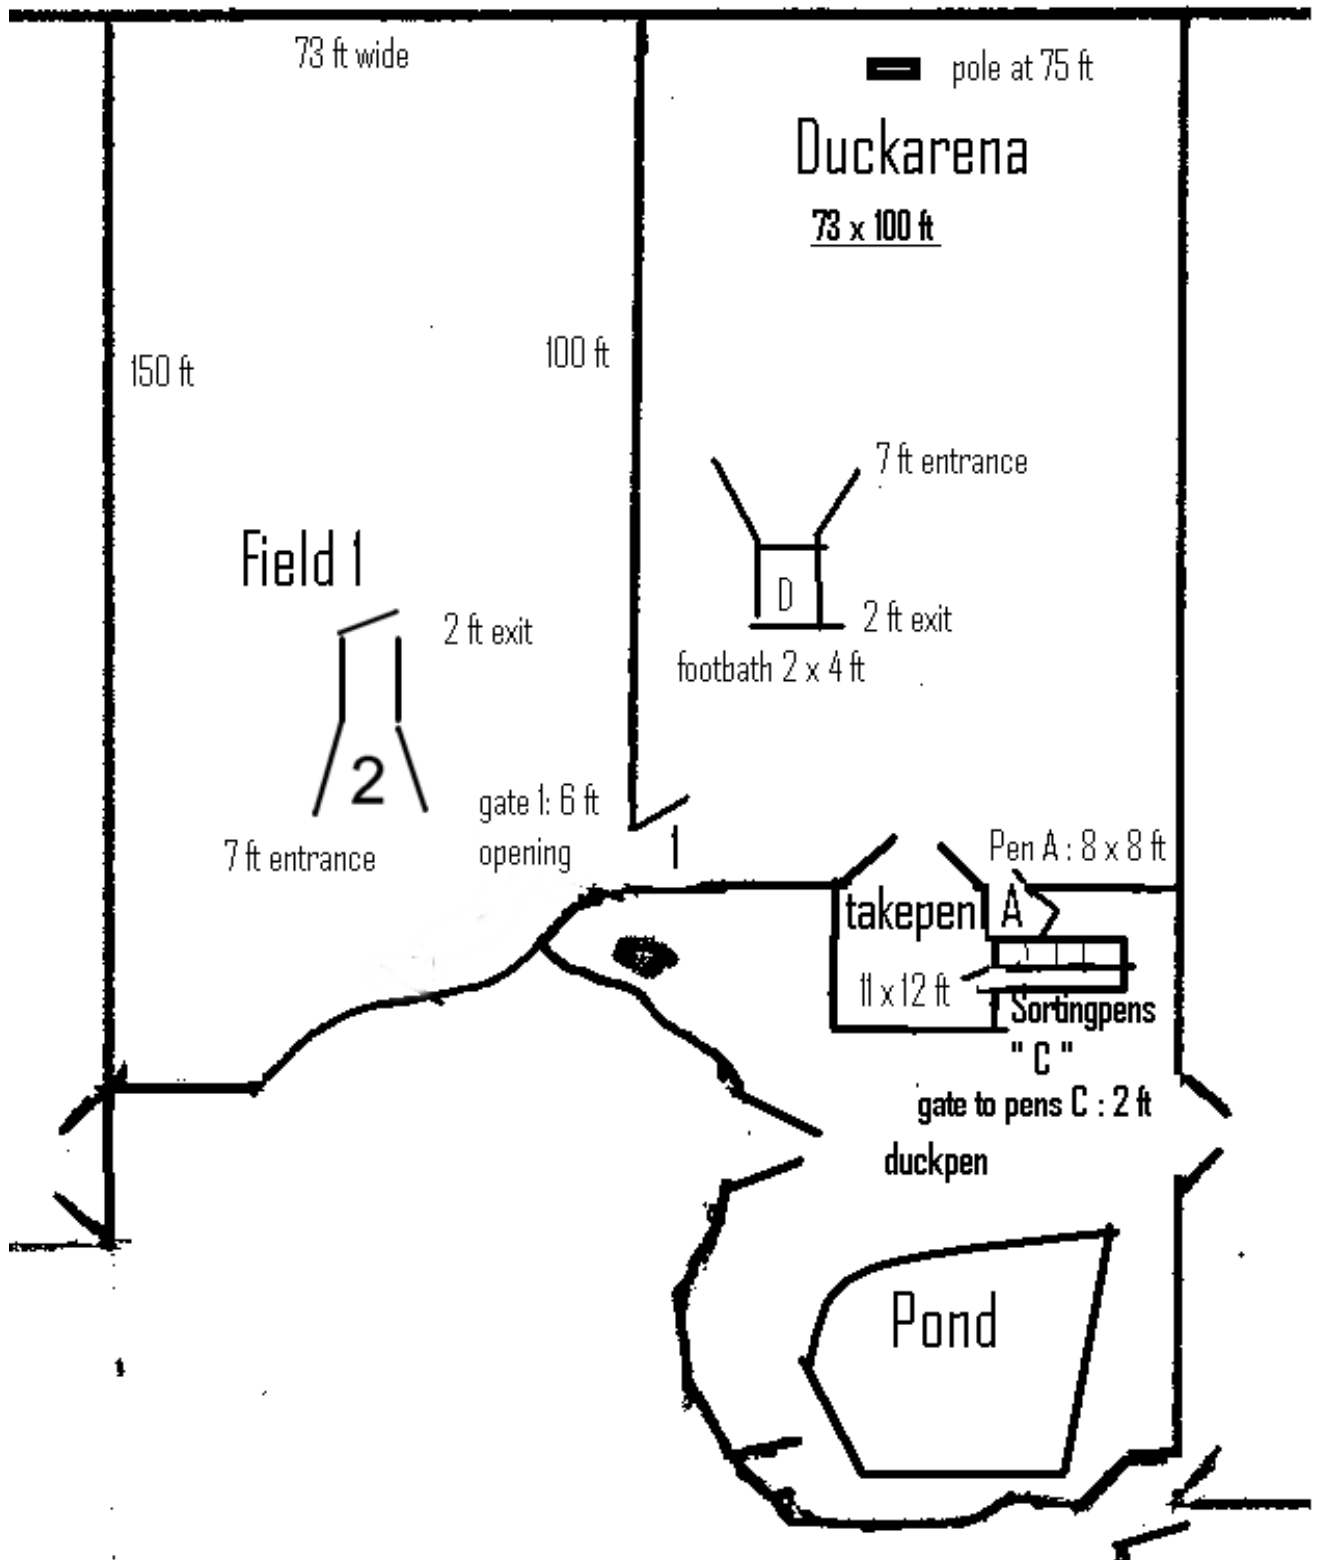 73 ft wide
pole at 75 ft
Duckarena
73 x 100 ft
150 ft
100 ft
7 ft entrance
Field 1
D
2 ft exit
2 ft exit
footbath 2 x 4 ft
2
gate 1: 6 ft
opening
1
7 ft entrance
Pen A : 8 x 8 ft
takepen
A
11 x 12 ft
Sortingpens
" C "
gate to pens C : 2 ft
duckpen
Pond